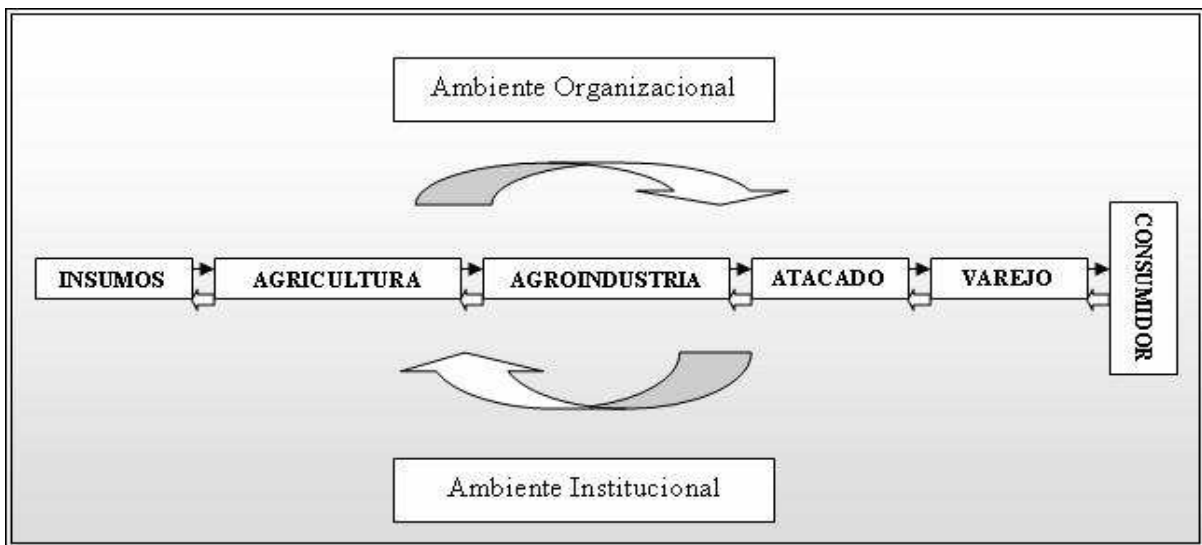 Ambiente Organizacional
INSUMOS
AGRICULTURA
AGROINDUSTRIA
ATACADO
VAREJO
CONSUMIDOR
Ambiente Institucional